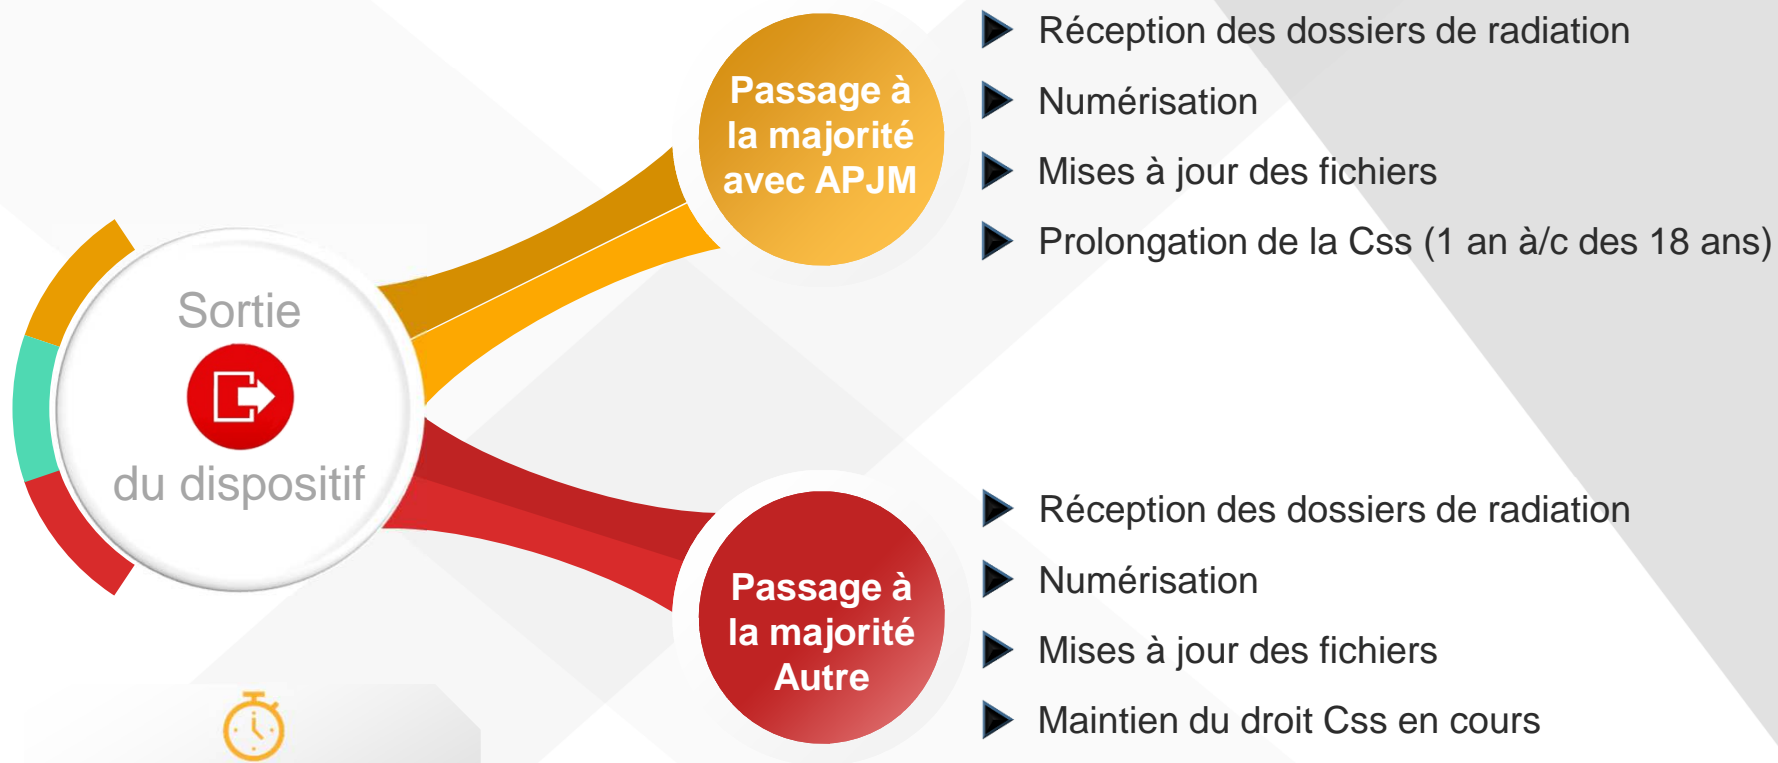 Sortie
du dispositif
Passage à
la majorité
avec APJM
Réception des dossiers de radiation
Numérisation
Mises à jour des fichiers
Prolongation de la Css (1 an à/c des 18 ans)
Passage à
la majorité
Autre
Réception des dossiers de radiation
Numérisation
Mises à jour des fichiers
Maintien du droit Css en cours